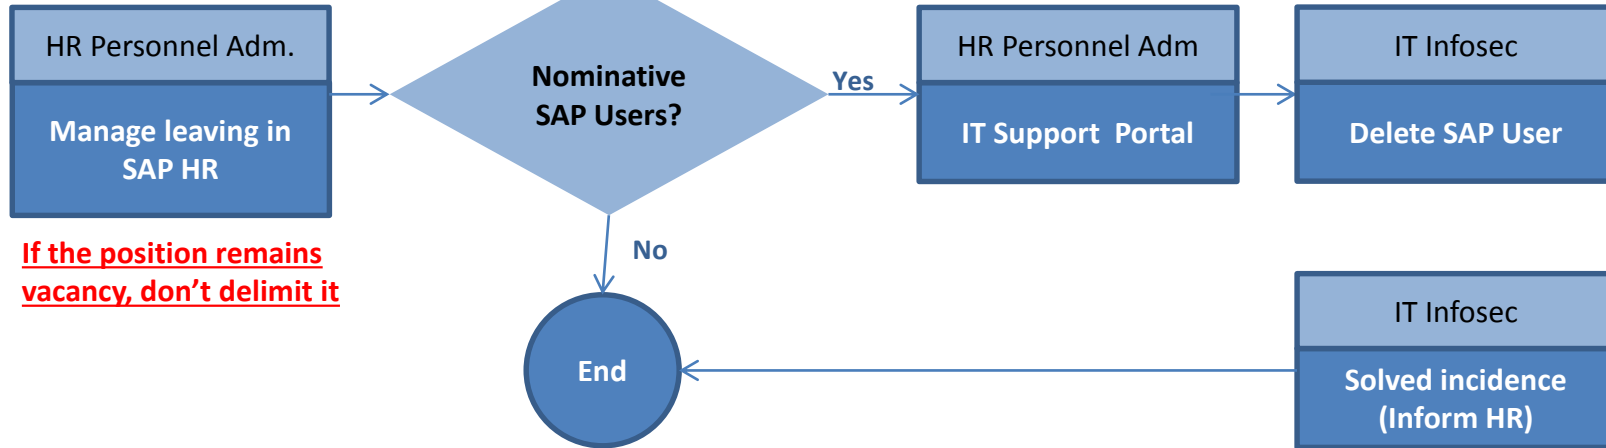 HR Personnel Adm.
Manage leaving in
SAP HR
If the position remains
vacancy, don’t delimit it
Nominative
SAP Users?
Yes
No
HR Personnel Adm
IT Support  Portal
IT Infosec
Delete SAP User
IT Infosec
Solved incidence
(Inform HR)
End